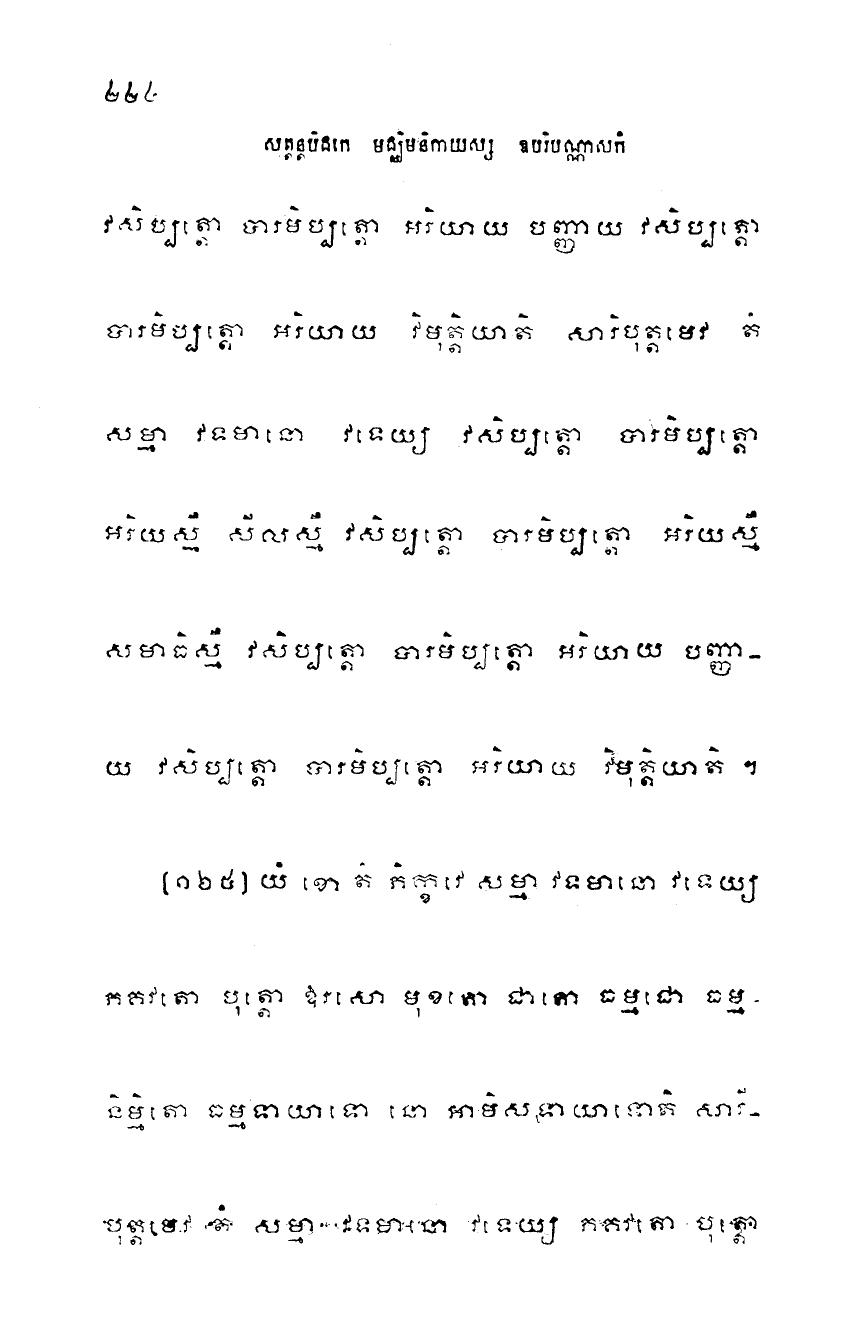 ២២៤
សុត្តន្តបិដកេ មជ្ឈិមនិកាយស្ស ឧបរិបណ្ណាសកំ
វសិប្បត្តោ បារមិប្បត្តោ អរិយាយ បញ្ញាយ វសិប្បត្តោ
បារមិប្បត្តោ អរិយាយ វិមុត្តិយាតិ សារិបុត្តមេវ តំ
សម្មា វទមានោ វទេយ្យ វសិប្បត្តោ បារមិប្បត្តោ
អរិយស្មឹ សីលស្មឹ វសិប្បត្តោ បារមិប្បត្តោ អរិយស្មឹ
សមាធិស្មឹ វសិប្បត្តោ បារមិប្បត្តោ អរិយាយ បញ្ញា-
យ វសិប្បត្តោ បារមិប្បត្តោ អរិយាយ វិមុត្តិយាតិ ។
[១៦៥] យំ ខោ តំ ភិក្ខវេ សម្មា វទមានោ វទេយ្យ
ភគវតោ បុត្តោ ឱរសោ មុខតោ ជាតោ ធម្មជោ ធម្ម-
និម្មិតោ ធម្មទាយាទោ នោ អាមិសទាយាទោតិ សារិ-
បុត្តមេវ តំ សម្មា វទមានោ វទេយ្យ ភគវតោ បុត្តោ